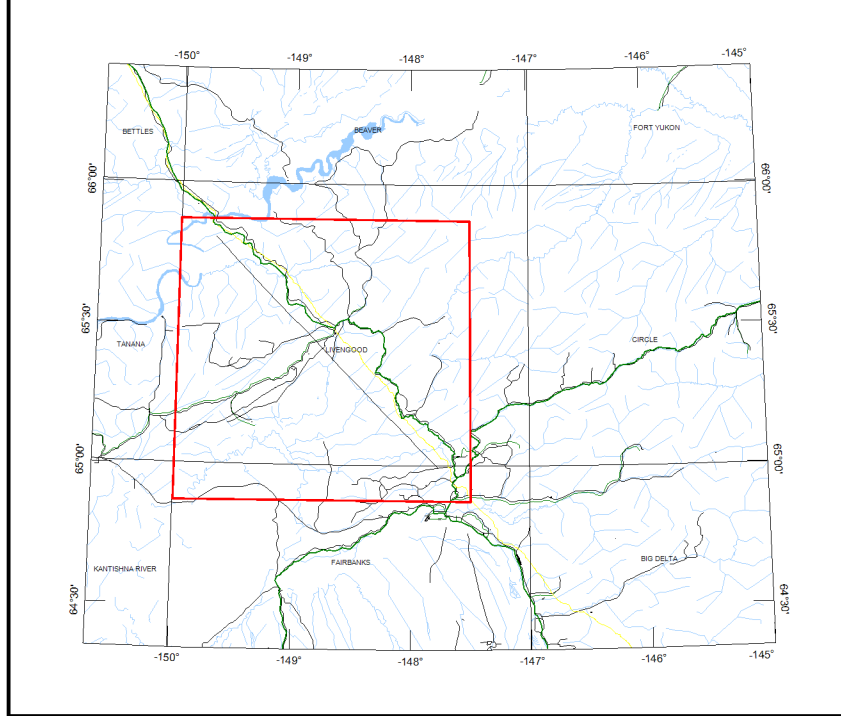 -150° -149° -148° -147° -146° -145°
BETTLES BEAVER FORT YUKON
66°00' 66°00'
65°30' 65°30'
TANANA LIVENGOOD CIRCLE
65°00' 65°00'
KANTISHNA RIVER FAIRBANKS BIG DELTA
64°30' 64°30'
-150° -149° -148° -147° -146° -145°